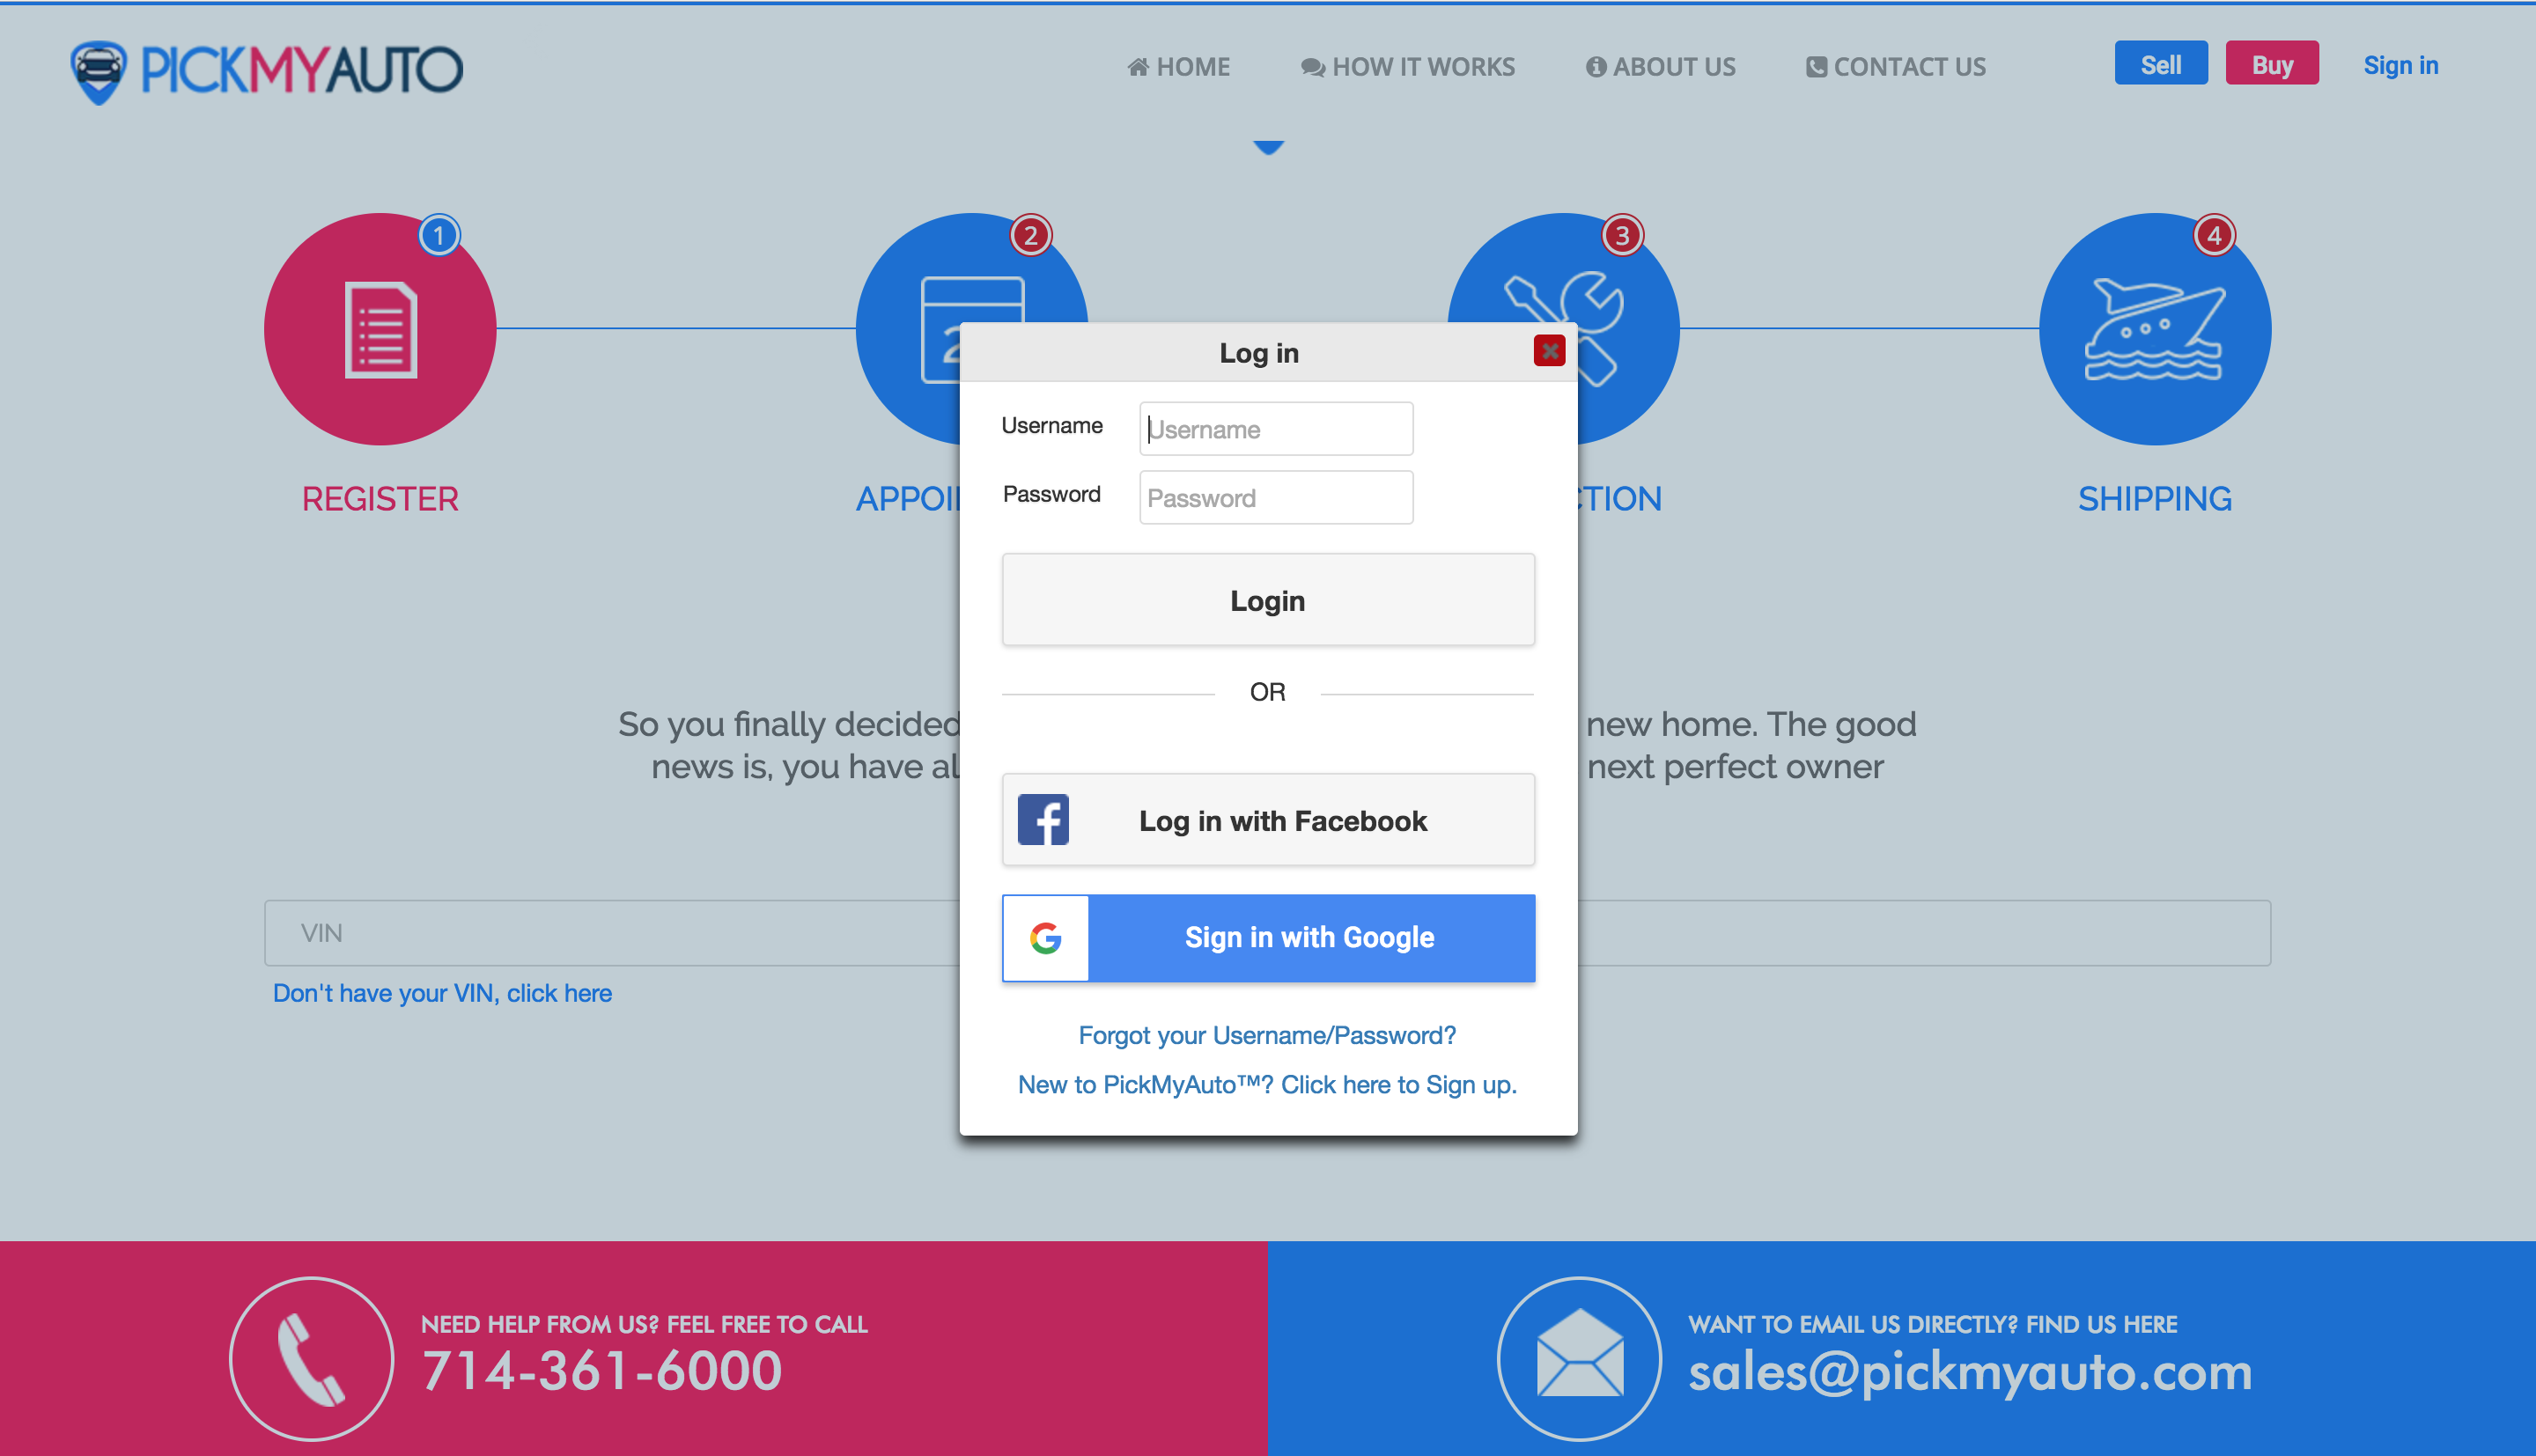 PICKMYAUTO
HOME
HOW IT WORKS
ABOUT US
CONTACT US
Sell
Buy
Sign in
1
2
3
4
2
REGISTER
SHIPPING
Log in
Username
Username
Password
Password
Login
OR
So you finally decided
new home. The good
news is, you have
next perfect owner
Log in with Facebook
VIN
Sign in with Google
Don't have your VIN, click here
Forgot your Username/Password?
New to PickMyAuto™? Click here to Sign up.
NEED HELP FROM US? FEEL FREE TO CALL
714-361-6000
WANT TO EMAIL US DIRECTLY? FIND US HERE
sales@pickmyauto.com